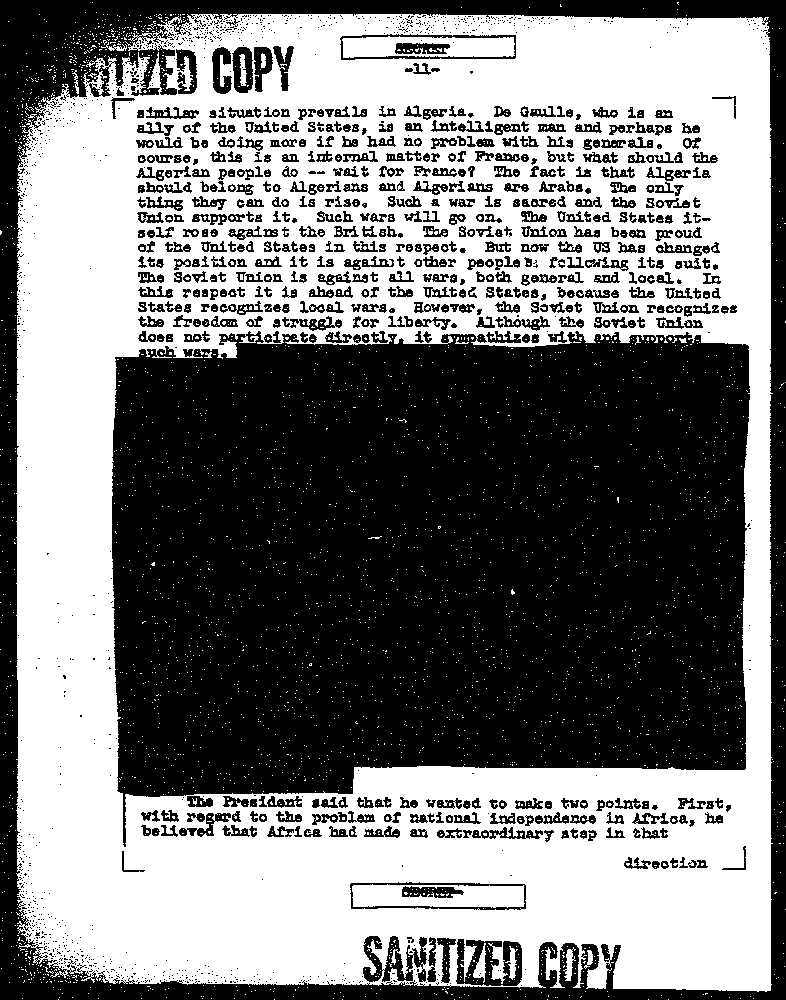 SANITIZED COPY
SECRET
-11-
similar situation prevails in Algeria. De Gaulle, who is an
ally of the United States, is an intelligent man and perhaps he
would be doing more if he had no problem with his generals. Of
course, this is an internal matter of France, but what should the
Algerian people do -- wait for France? The fact is that Algeria
should belong to Algerians and Algerians are Arabs. The only
thing they can do is rise. Such a war is sacred and the Soviet
Union supports it. Such wars will go on. The United States it-
self rose against the British. The Soviet Union has been proud
of the United States in this respect. But now the US has changed
its position and it is against other peoples following its suit.
The Soviet Union is against all wars, both general and local. In
this respect it is ahead of the United States, because the United
States recognizes local wars. However, the Soviet Union recognizes
the freedom of struggle for liberty. Although the Soviet Union
does not participate directly, it sympathizes with and supports
such wars.
The President said that he wanted to make two points. First,
with regard to the problem of national independence in Africa, he
believed that Africa had made an extraordinary step in that
direction
SECRET
SANITIZED COPY